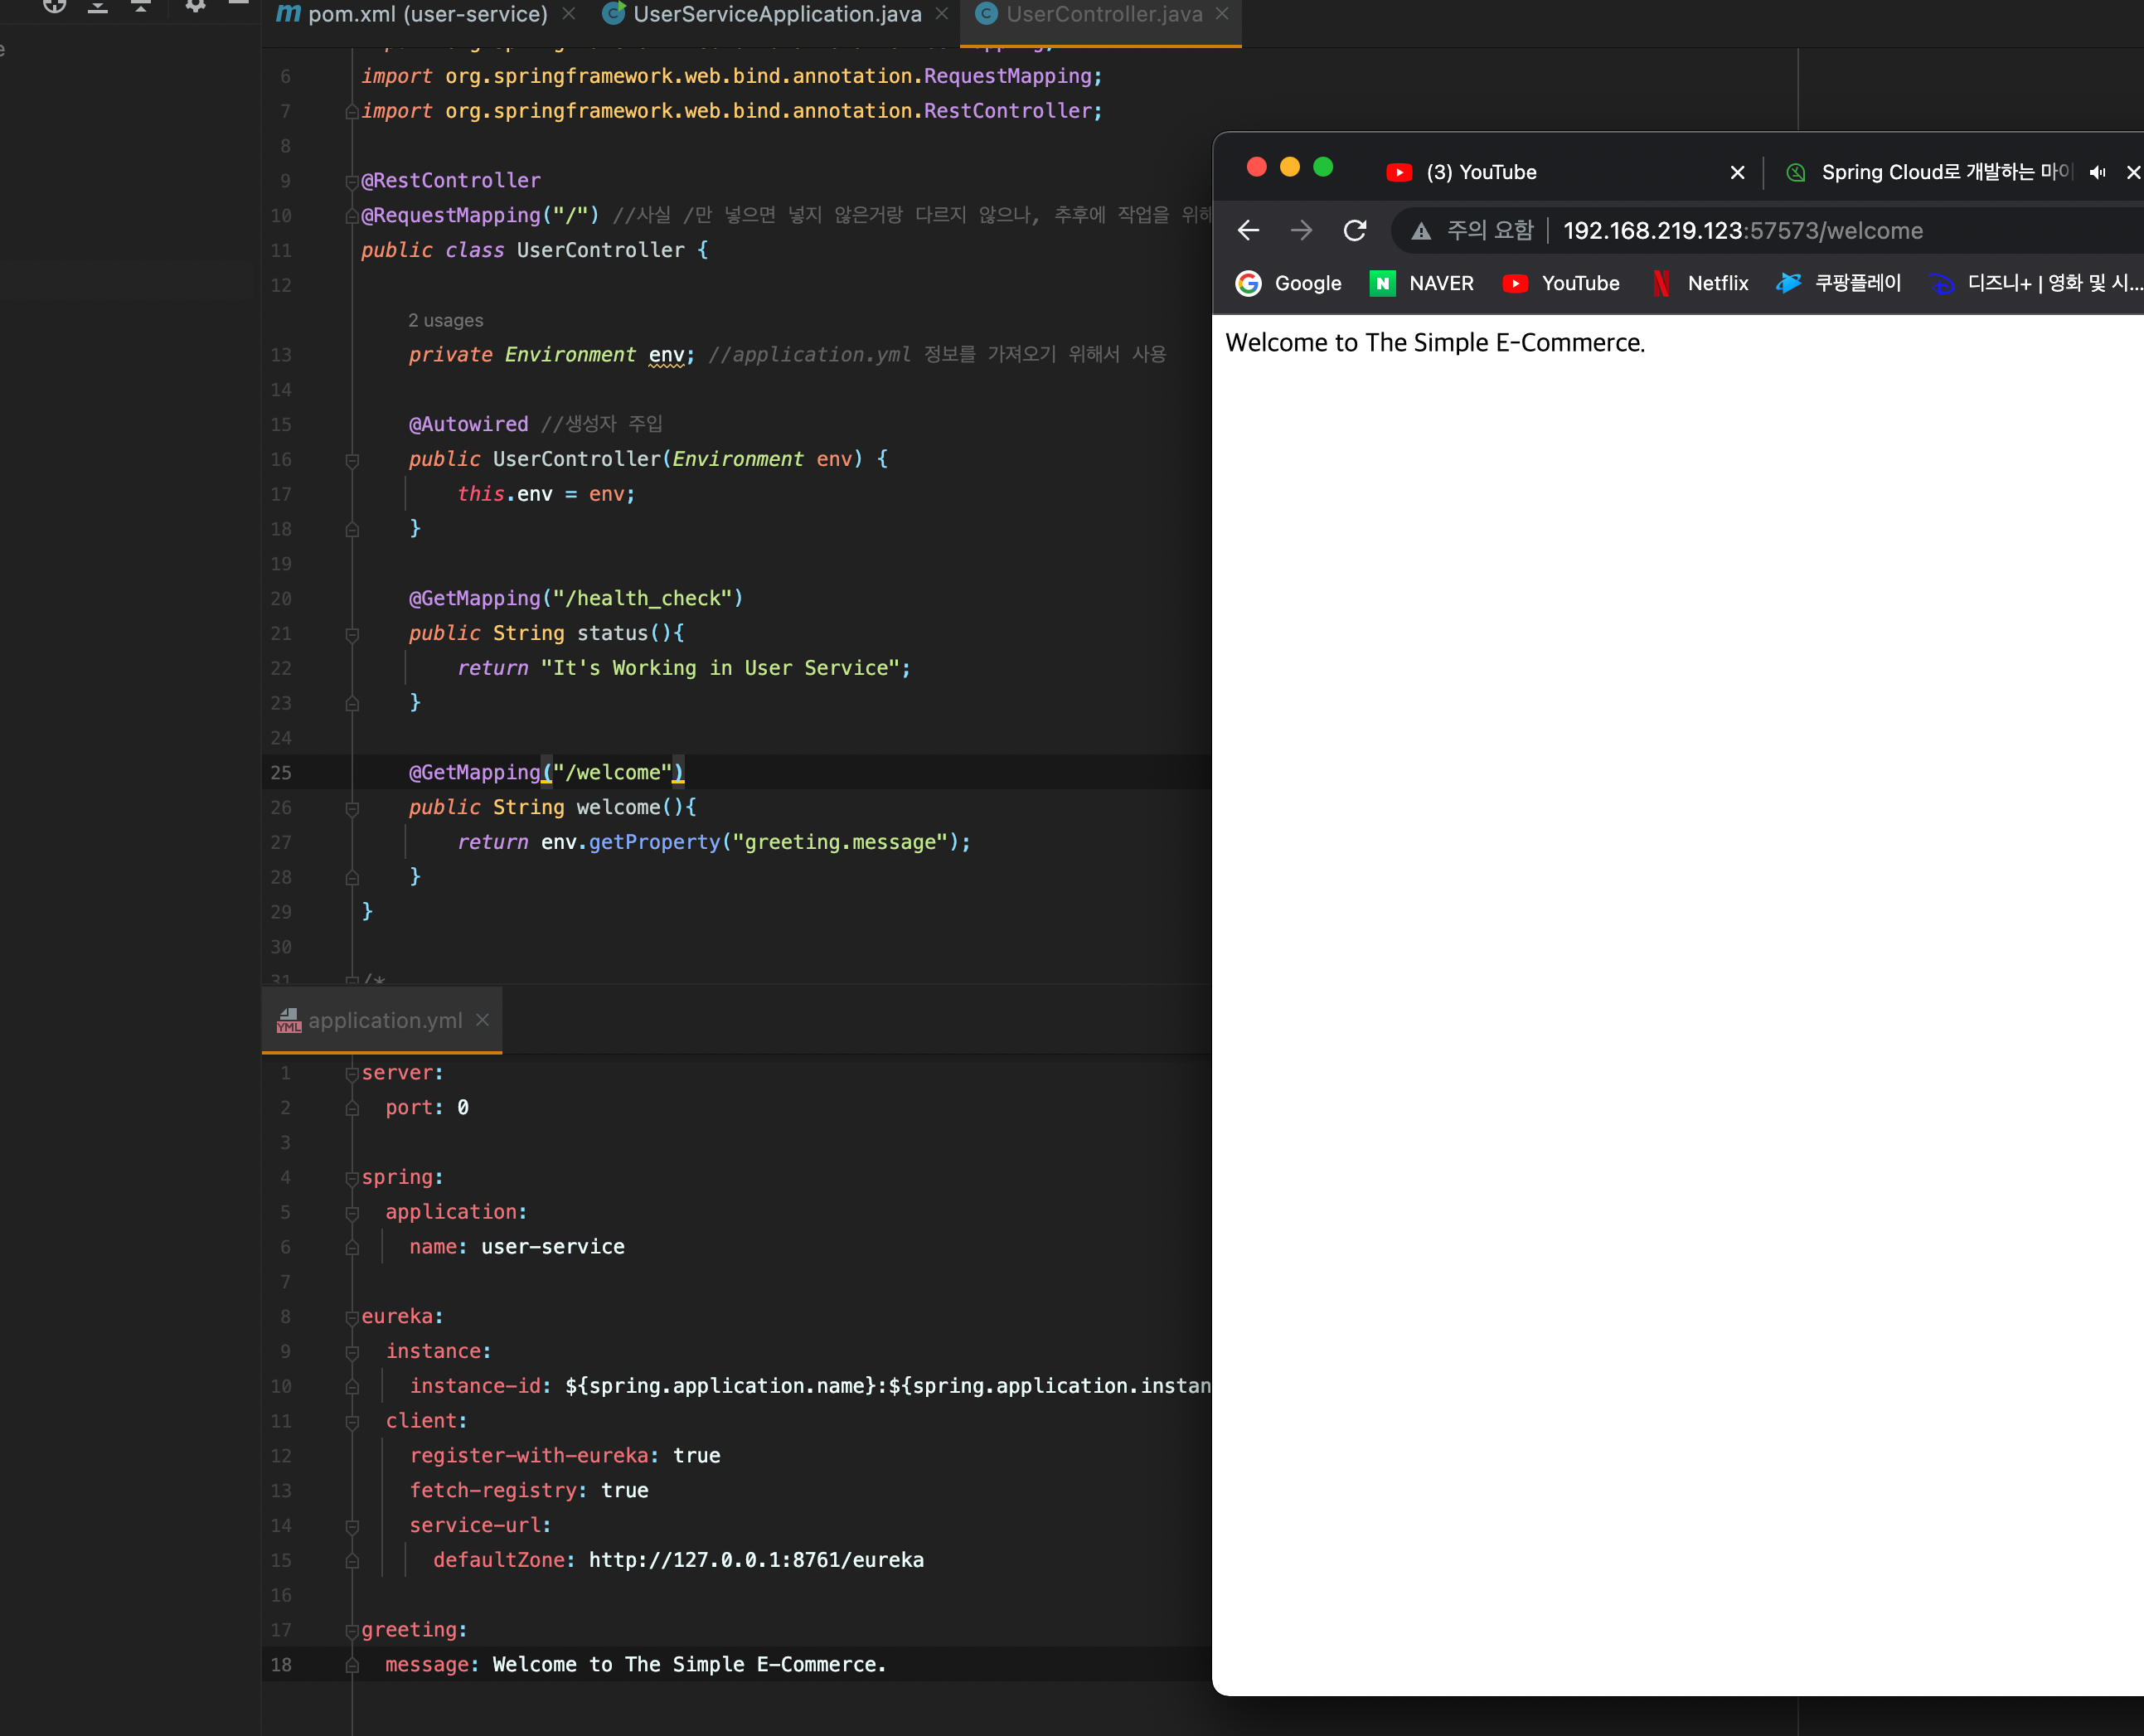 m pom.xml (user-service) × UserServiceApplication.java × UserController.java ×
6 import org.springframework.web.bind.annotation.RequestMapping;
7 import org.springframework.web.bind.annotation.RestController;
8
9 @RestController
10 @RequestMapping("/") //사실 /만 넣으면 넣지 않은거랑 다르지 않으나, 추후에 작업을 위해
11 public class UserController {
12
2 usages
13 private Environment env; //application.yml 정보를 가져오기 위해서 사용
14
15 @Autowired //생성자 주입
16 public UserController(Environment env) {
17 this.env = env;
18 }
19
20 @GetMapping("/health_check")
21 public String status(){
22 return "It's Working in User Service";
23 }
24
25 @GetMapping("/welcome")
26 public String welcome(){
27 return env.getProperty("greeting.message");
28 }
29 }
30
31 /*
application.yml ×
1 server:
2 port: 0
3
4 spring:
5 application:
6 name: user-service
7
8 eureka:
9 instance:
10 instance-id: ${spring.application.name}:${spring.application.instan
11 client:
12 register-with-eureka: true
13 fetch-registry: true
14 service-url:
15 defaultZone: http://127.0.0.1:8761/eureka
16
17 greeting:
18 message: Welcome to The Simple E-Commerce.
(3) YouTube × Spring Cloud로 개발하는 마이 ×
주의 요함 192.168.219.123:57573/welcome
Google NAVER YouTube Netflix 쿠팡플레이 디즈니+ | 영화 및 시...
Welcome to The Simple E-Commerce.